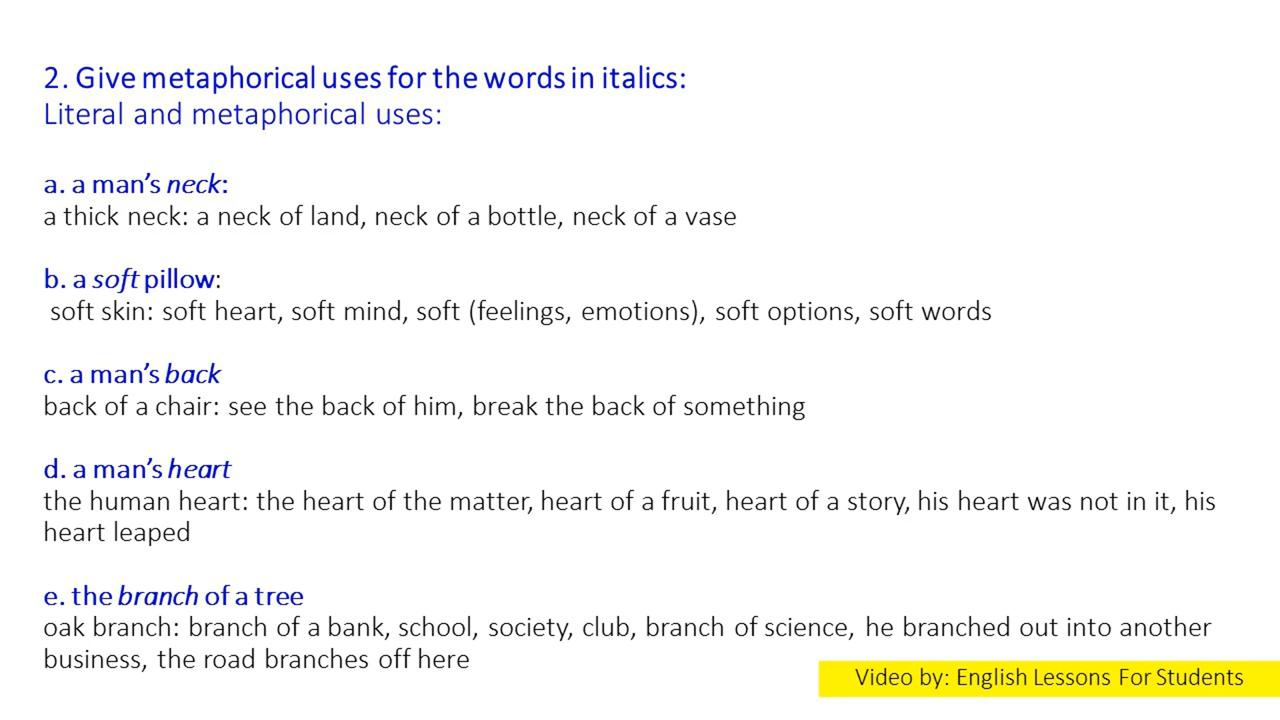 2. Give metaphorical uses for the words in italics:
Literal and metaphorical uses:
a. a man's neck:
a thick neck: a neck of land, neck of a bottle, neck of a vase
b. a soft pillow:
soft skin: soft heart, soft mind, soft (feelings, emotions), soft options, soft words
c. a man's back
back of a chair: see the back of him, break the back of something
d. a man's heart
the human heart: the heart of the matter, heart of a fruit, heart of a story, his heart was not in it, his
heart leaped
e. the branch of a tree
oak branch: branch of a bank, school, society, club, branch of science, he branched out into another
business, the road branches off here
Video by: English Lessons For Students